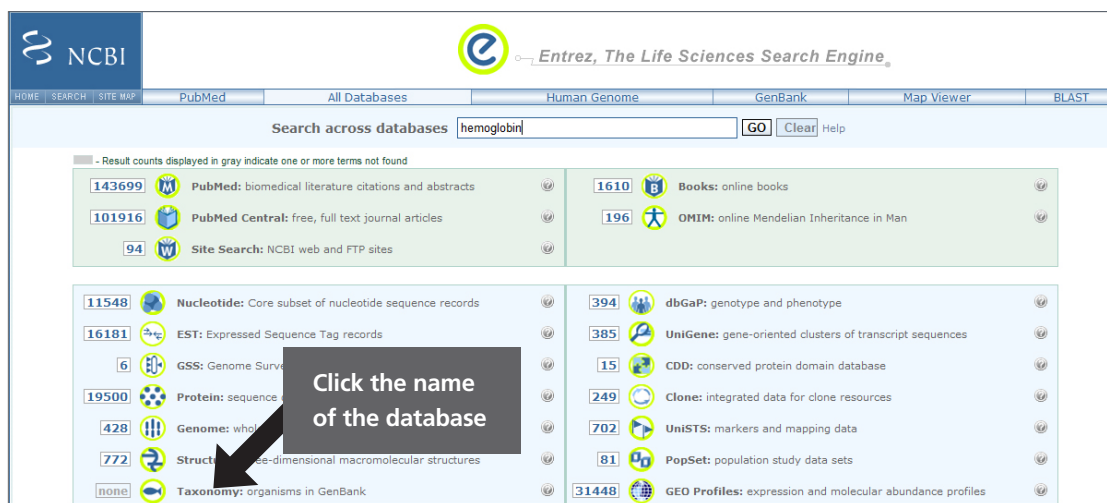 NCBI
Entrez, The Life Sciences Search Engine
HOME SEARCH SITE MAP PubMed All Databases Human Genome GenBank Map Viewer BLAST
Search across databases hemoglobin GO Clear Help
- Result counts displayed in gray indicate one or more terms not found
143699 PubMed: biomedical literature citations and abstracts
101916 PubMed Central: free, full text journal articles
94 Site Search: NCBI web and FTP sites
1610 Books: online books
196 OMIM: online Mendelian Inheritance in Man
11548 Nucleotide: Core subset of nucleotide sequence records
16181 EST: Expressed Sequence Tag records
6 GSS: Genome
19500 Protein: sequence
428 Genome:
772 dimensional macromolecular structures
none Taxonomy: organisms in GenBank
394 dbGaP: genotype and phenotype
385 UniGene: gene-oriented clusters of transcript sequences
15 CDD: conserved protein domain database
249 Clone: integrated data for clone resources
702 UniSTS: markers and mapping data
81 PopSet: population study data sets
31448 GEO Profiles: expression and molecular abundance profiles
Click the name
of the database